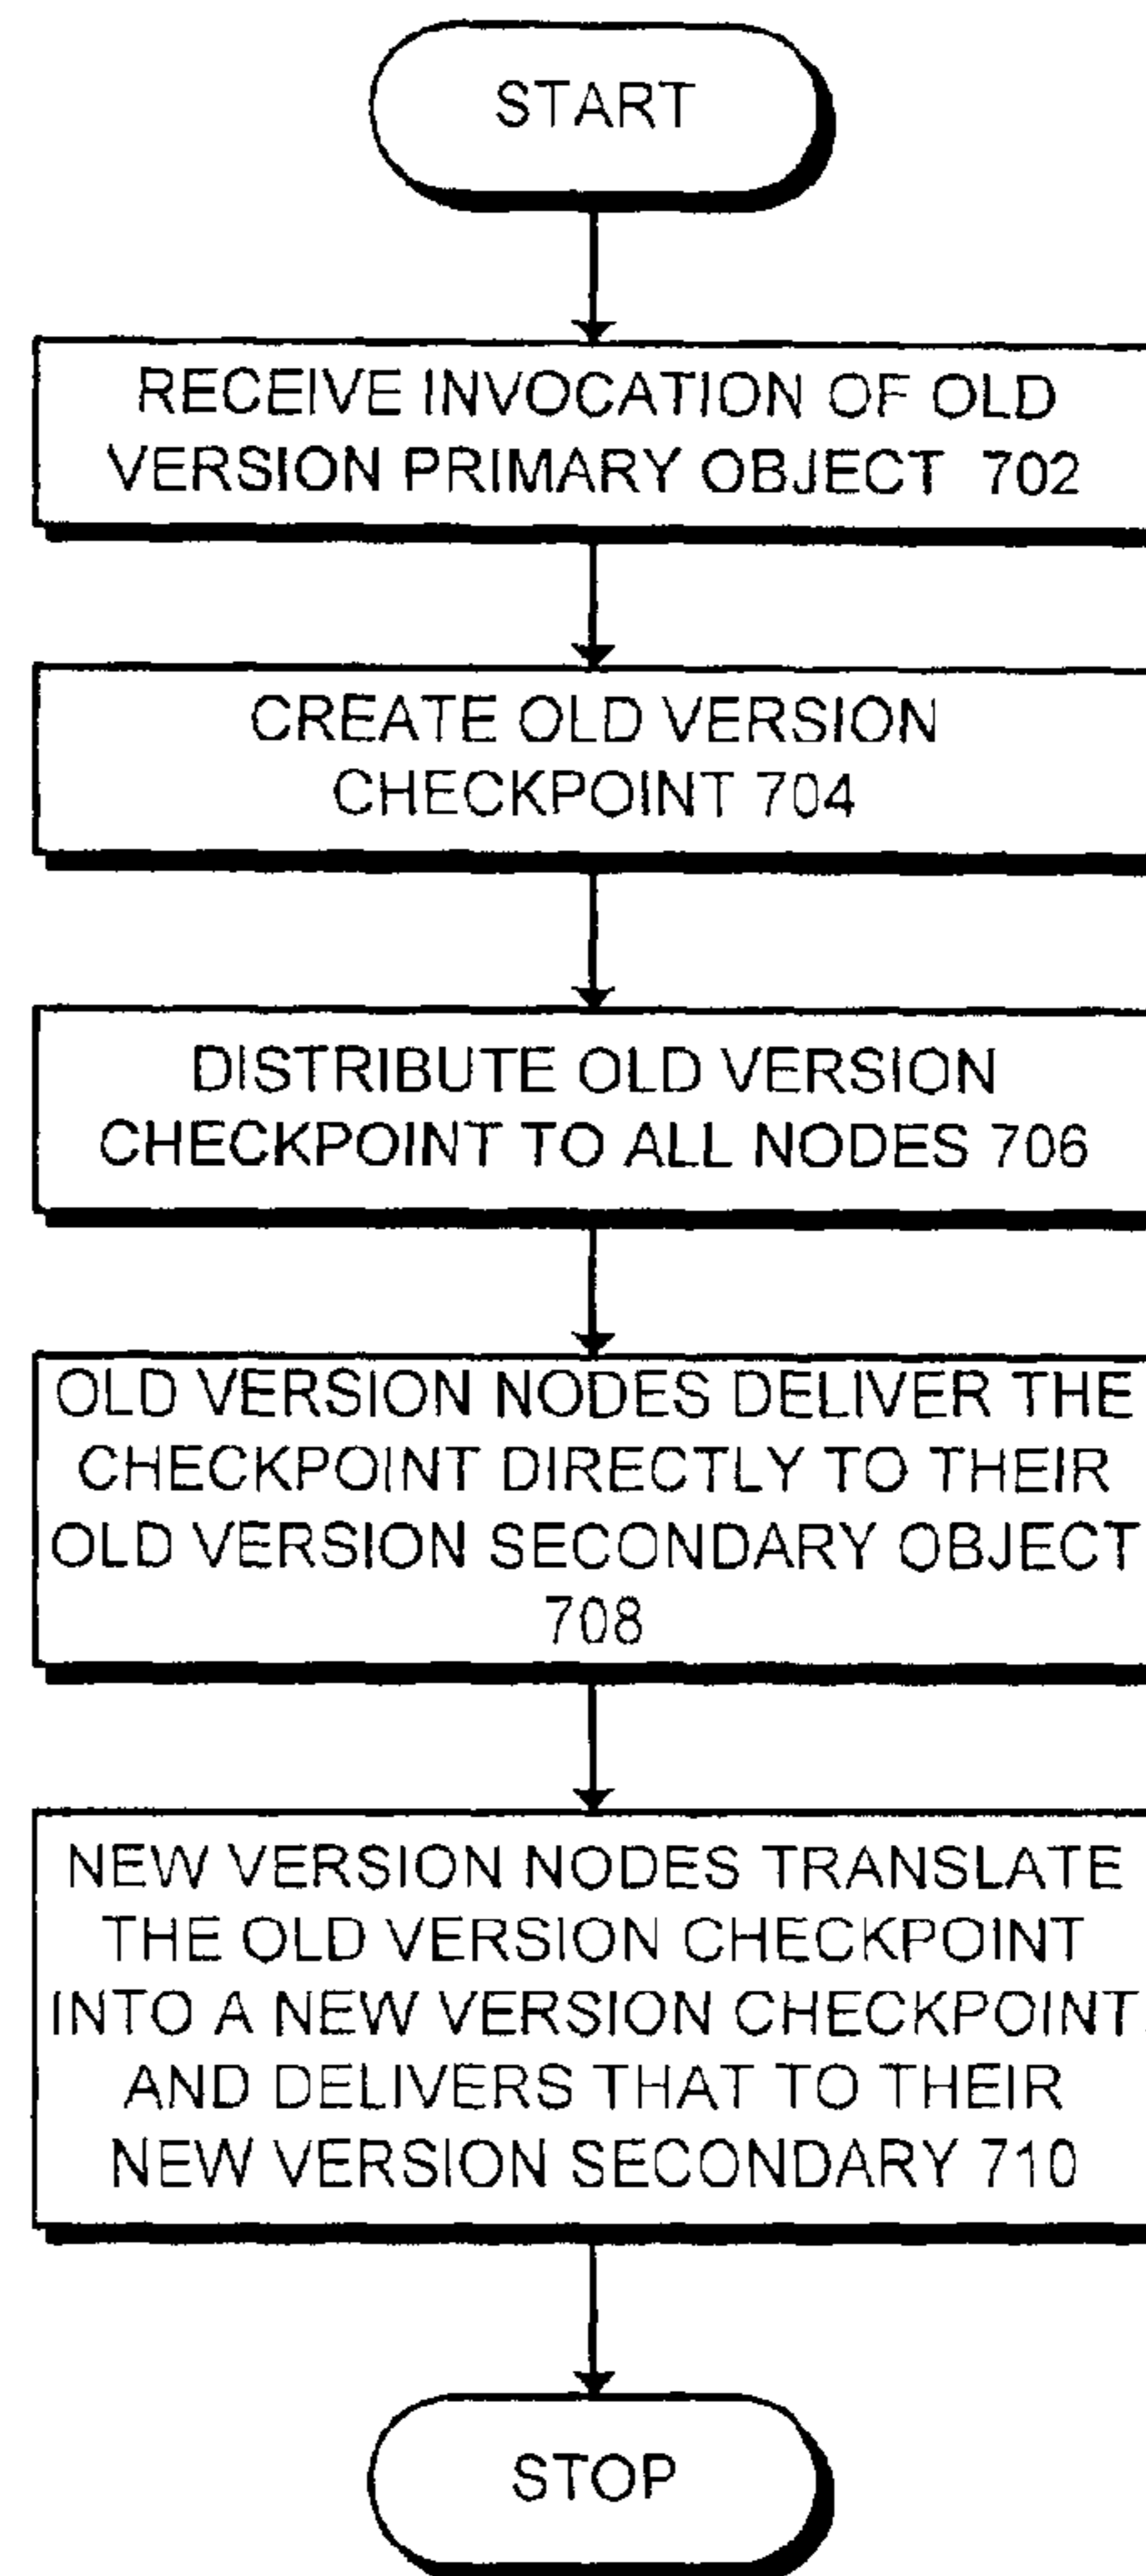 START
RECEIVE INVOCATION OF OLD
VERSION PRIMARY OBJECT 702
CREATE OLD VERSION
CHECKPOINT 704
DISTRIBUTE OLD VERSION
CHECKPOINT TO ALL NODES 706
OLD VERSION NODES DELIVER THE
CHECKPOINT DIRECTLY TO THEIR
OLD VERSION SECONDARY OBJECT
708
NEW VERSION NODES TRANSLATE
THE OLD VERSION CHECKPOINT
INTO A NEW VERSION CHECKPOINT,
AND DELIVERS THAT TO THEIR
NEW VERSION SECONDARY 710
STOP